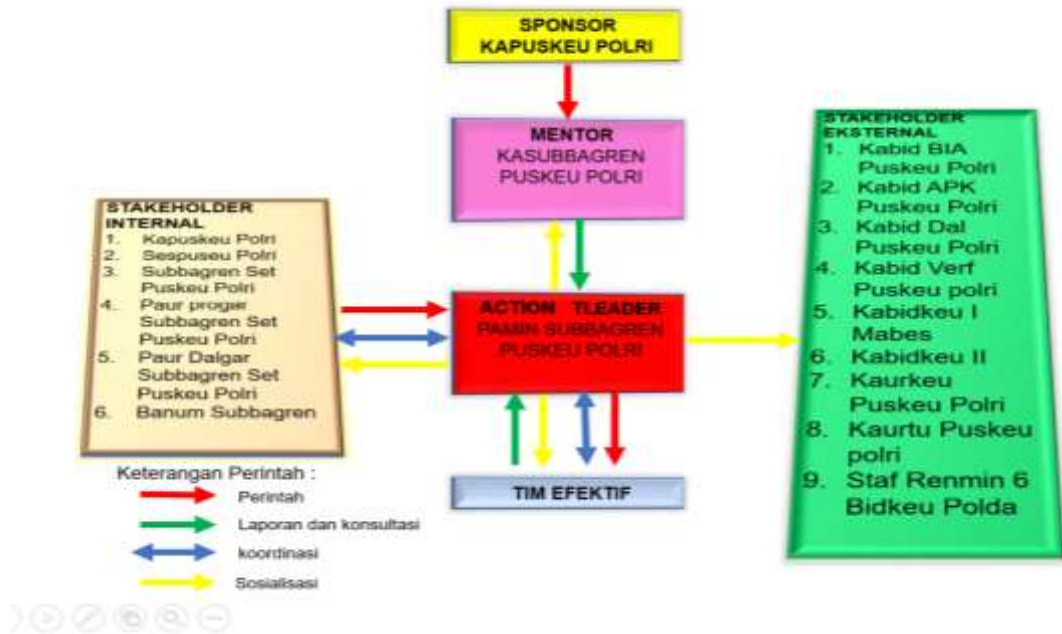 SPONSOR
KAPUSKEU POLRI
MENTOR
KASUBBAGREN
PUSKEU POLRI
STAKEHOLDER
INTERNAL
1. Kapuskeu Polri
2. Sespuseu Polri
3. Subbagren Set
Puskeu Polri
4. Paur progar
Subbagren Set
Puskeu Polri
5. Paur Dalgar
Subbagren Set
Puskeu Polri
6. Banum Subbagren
ACTION TLEADER
PAMIN SUBBAGREN
PUSKEU POLRI
TIM EFEKTIF
STAKEHOLDER
EKSTERNAL
1. Kabid BIA
Puskeu Polri
2. Kabid APK
Puskeu Polri
3. Kabid Dal
Puskeu Polri
4. Kabid Verf
Puskeu polri
5. Kabidkeu I
Mabes
6. Kabidkeu II
7. Kaurkeu
Puskeu Polri
8. Kaurtu Puskeu
polri
9. Staf Renmin 6
Bidkeu Polda
Keterangan Perintah :
Perintah
Laporan dan konsultasi
koordinasi
Sosialisasi